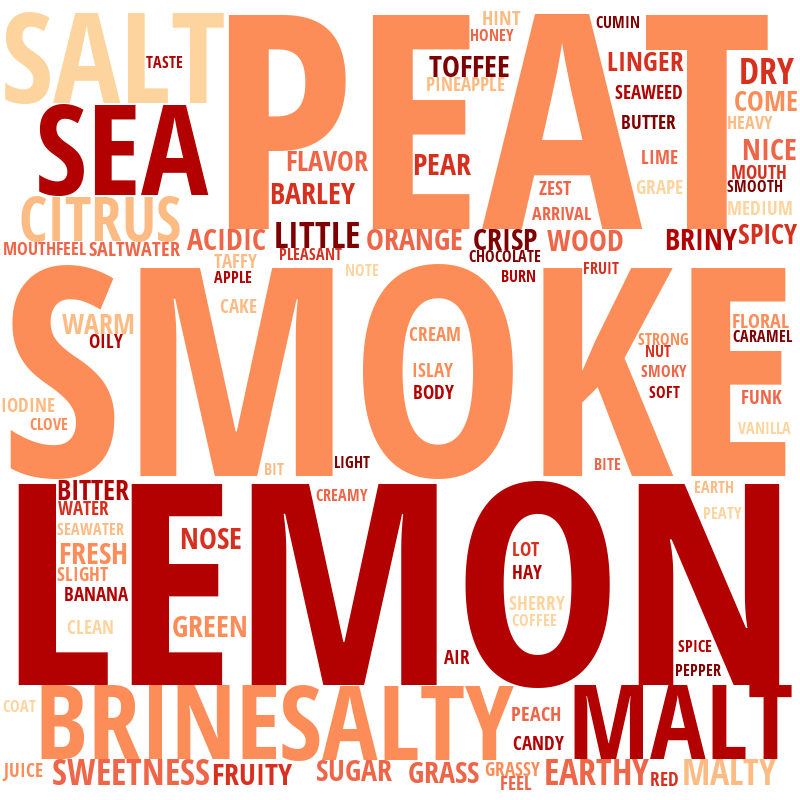 SALT
PEAT
HINT
CUMIN
HONEY
TASTE
TOFFEE
LINGER
DRY
PINEAPPLE
SEAWEED
COME
SEA
BUTTER
HEAVY
FLAVOR
PEAR
LIME
NICE
MOUTH
BARLEY
ZEST
GRAPE
SMOOTH
CITRUS
ARRIVAL
MEDIUM
ACIDIC
LITTLE
ORANGE
CRISP
WOOD
BRINY
SPICY
MOUTHFEEL
SALTWATER
PLEASANT
CHOCOLATE
TAFFY
NOTE
FRUIT
APPLE
BURN
SMOKE
CAKE
WARM
FLORAL
OILY
CREAM
STRONG
CARAMEL
NUT
ISLAY
SMOKY
BODY
SOFT
FUNK
IODINE
CLOVE
VANILLA
BIT
LIGHT
BITE
LEMON
BITTER
CREAMY
EARTH
WATER
PEATY
SEAWATER
NOSE
FRESH
LOT
SLIGHT
HAY
BANANA
SHERRY
CLEAN
GREEN
COFFEE
AIR
SPICE
PEPPER
COAT
BRINE
SALTY
PEACH
MALT
CANDY
JUICE
SWEETNESS
FRUITY
SUGAR
GRASS
GRASSY
FEEL
EARTHY
RED
MALTY